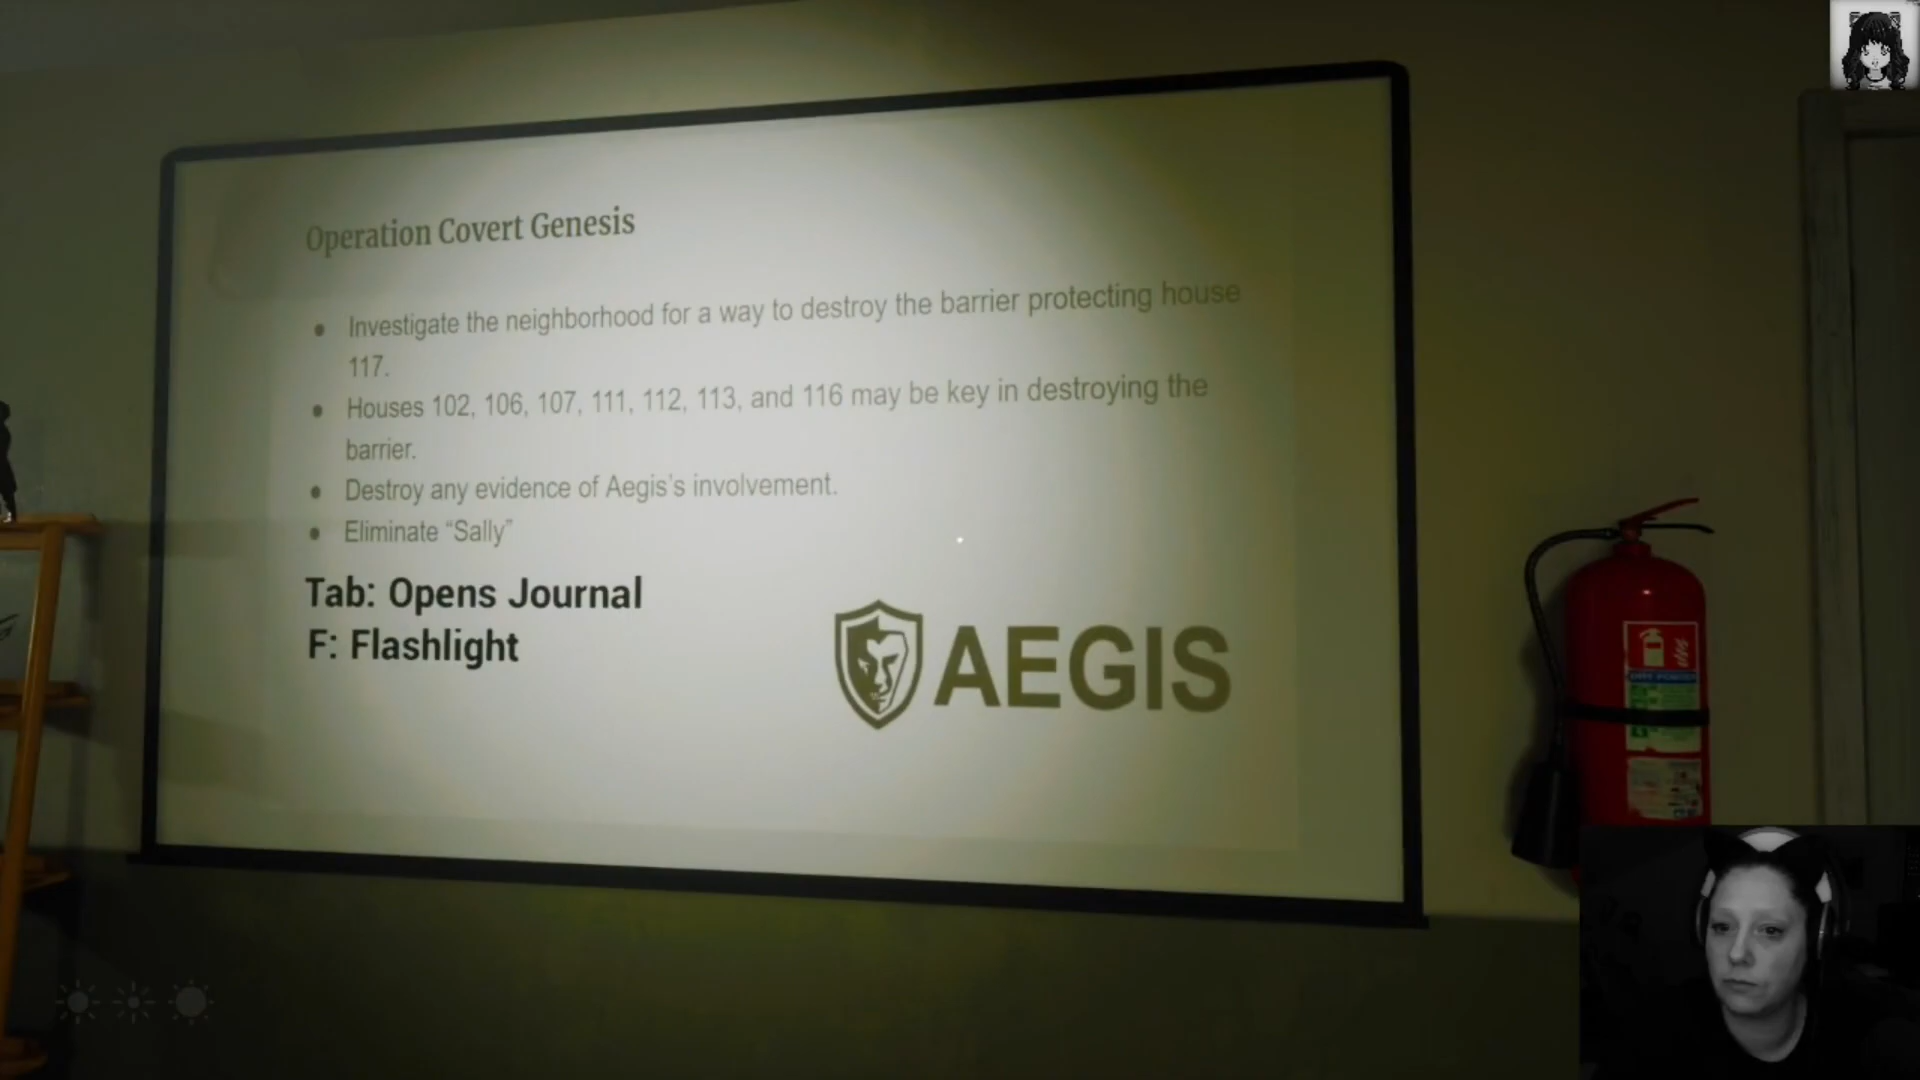 Operation Covert Genesis
Investigate the neighborhood for a way to destroy the barrier protecting house
117.
Houses 102, 106, 107, 111, 112, 113, and 116 may be key in destroying the
barrier.
Destroy any evidence of Aegis's involvement.
Eliminate "Sally"
Tab: Opens Journal
F: Flashlight
AEGIS